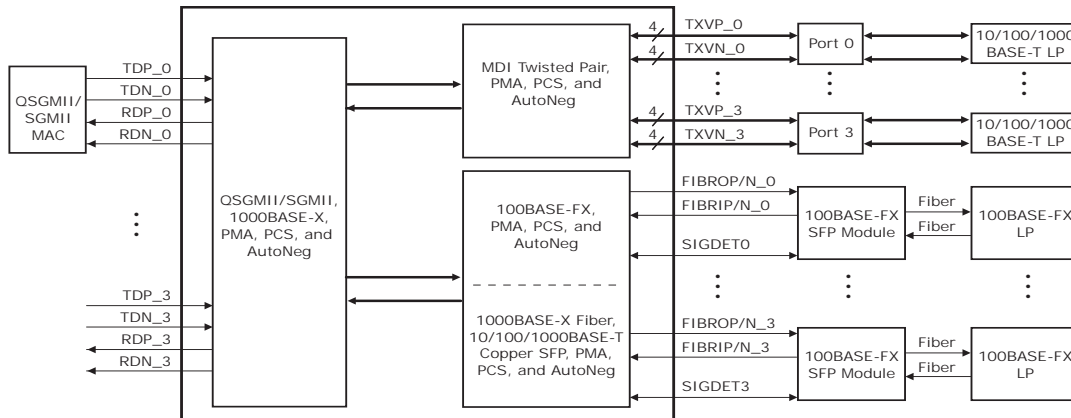 QSGMII/
SGMII
MAC
TDP_0
TDN_0
RDP_0
RDN_0
TDP_3
TDN_3
RDP_3
RDN_3
QSGMII/SGMII,
1000BASE-X,
PMA, PCS, and
AutoNeg
MDI Twisted Pair,
PMA, PCS, and
AutoNeg
100BASE-FX,
PMA, PCS, and
AutoNeg
1000BASE-X Fiber,
10/100/1000BASE-T
Copper SFP, PMA,
PCS, and AutoNeg
4 TXVP_0
4 TXVN_0
4 TXVP_3
4 TXVN_3
Port 0
Port 3
10/100/1000
BASE-T LP
10/100/1000
BASE-T LP
FIBROP/N_0
FIBRIP/N_0
SIGDET0
100BASE-FX
SFP Module
Fiber
Fiber
100BASE-FX
LP
FIBROP/N_3
FIBRIP/N_3
SIGDET3
100BASE-FX
SFP Module
Fiber
Fiber
100BASE-FX
LP